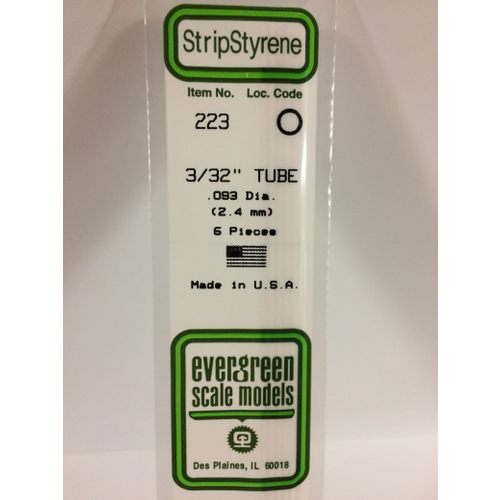 StripStyrene
Item No. Loc. Code
223 O
3/32" TUBE
.093 Dia.
(2.4 mm)
6 Pieces
Made in U.S.A.
evergreen
scale models
Des Plaines, IL 60018